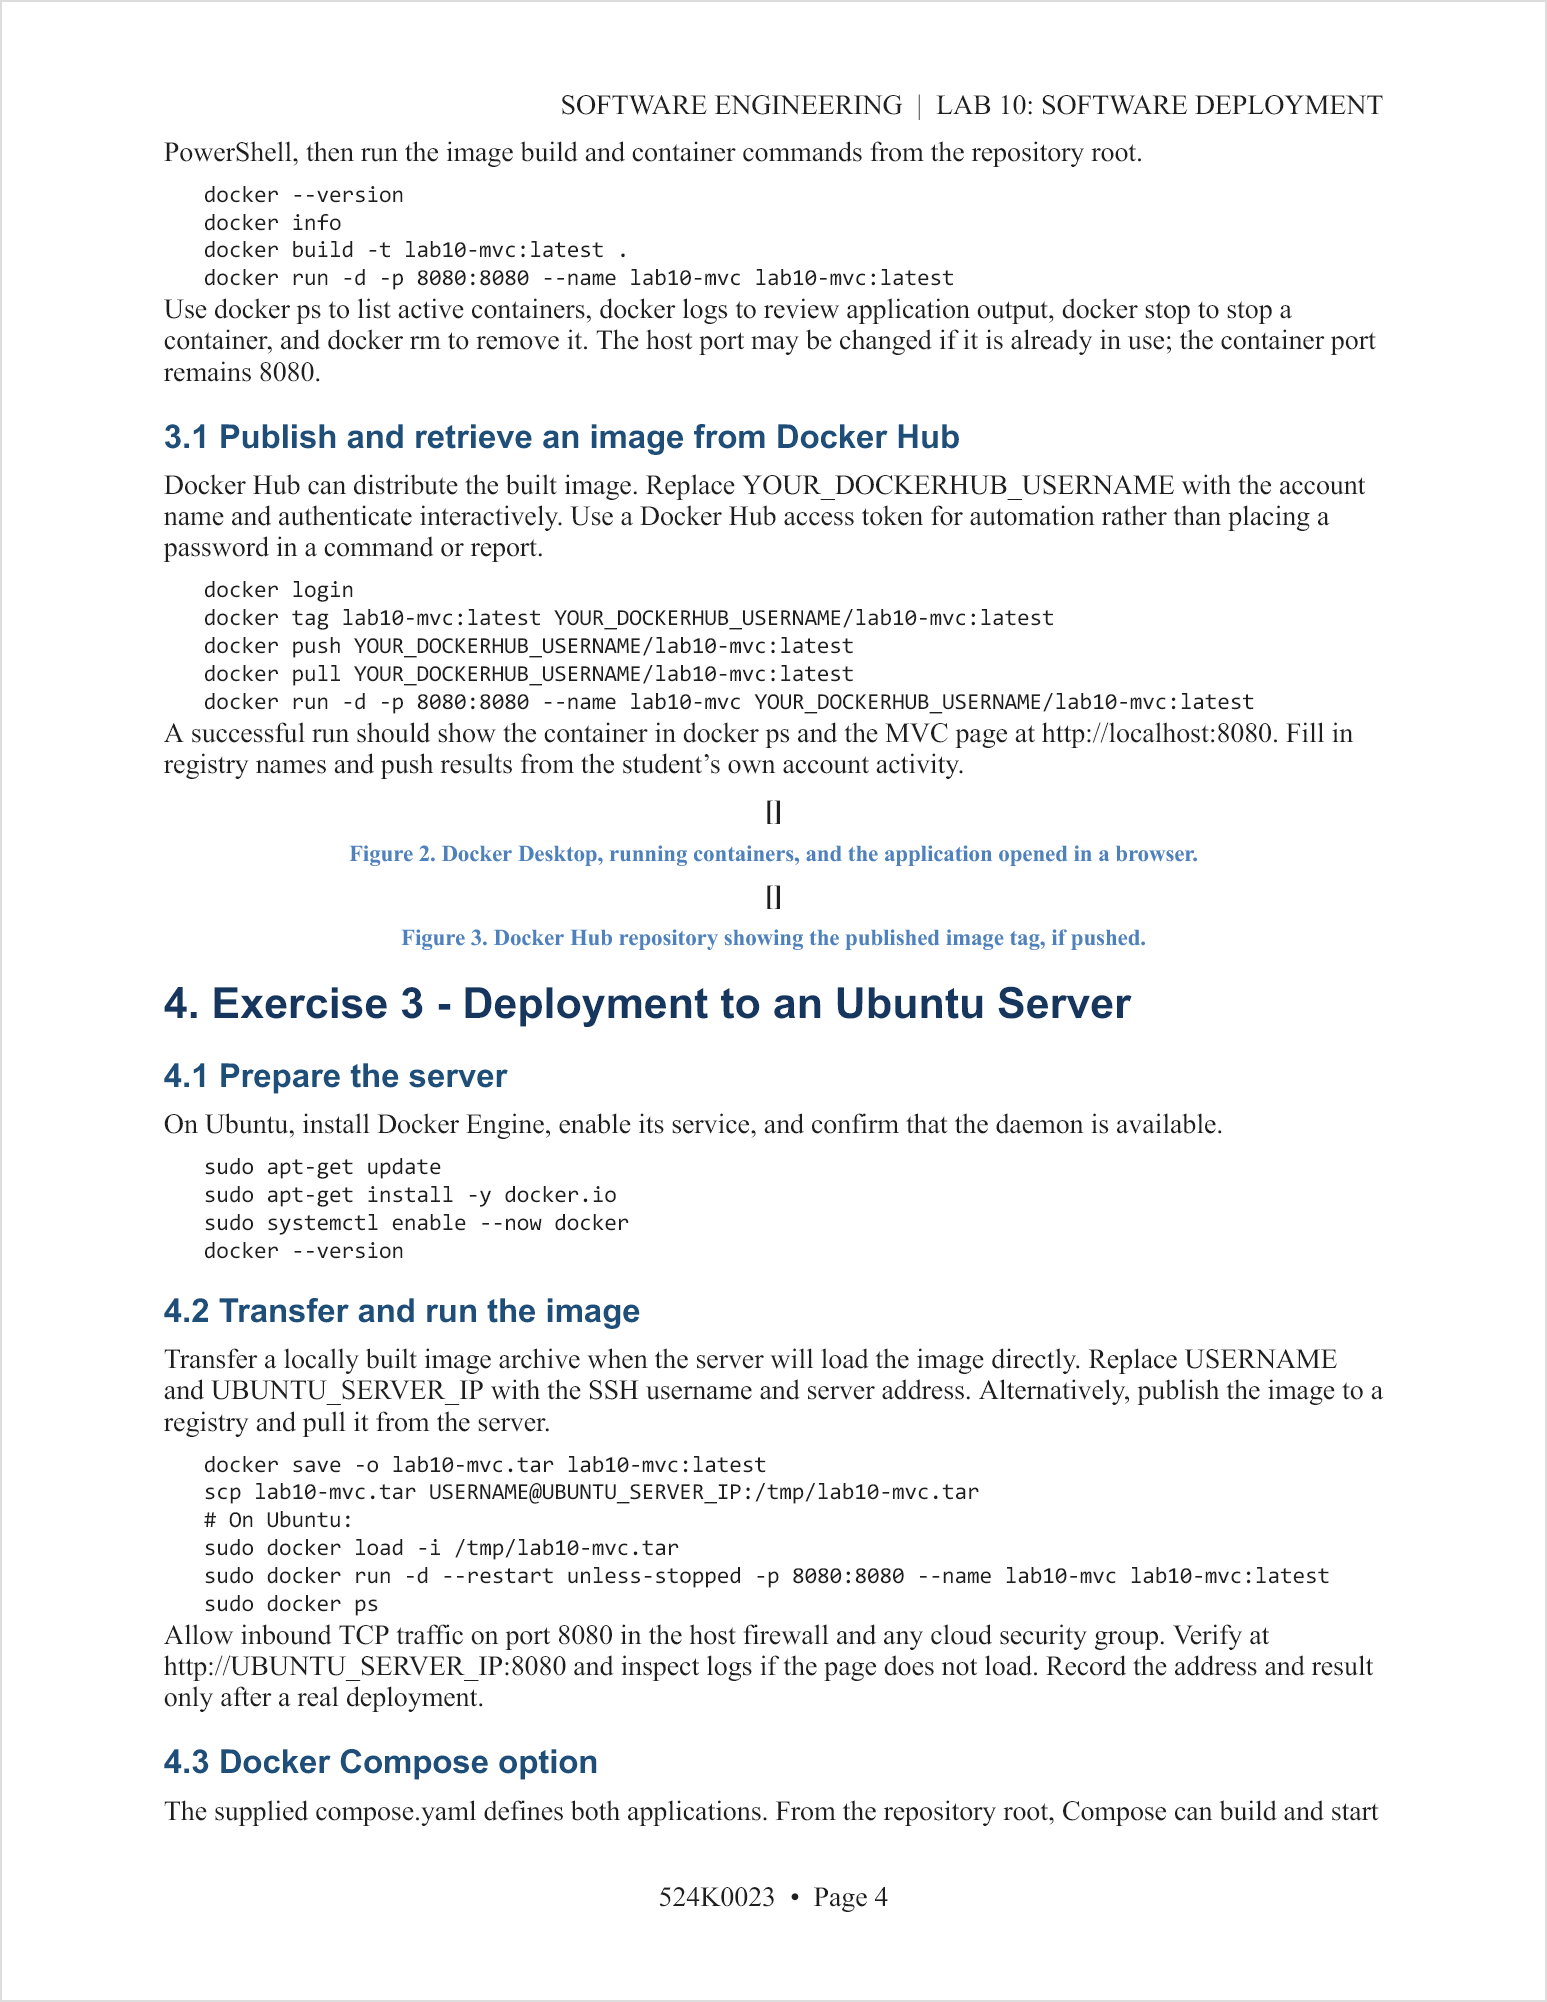 SOFTWARE ENGINEERING | LAB 10: SOFTWARE DEPLOYMENT
PowerShell, then run the image build and container commands from the repository root.
docker --version
docker info
docker build -t lab10-mvc:latest .
docker run -d -p 8080:8080 --name lab10-mvc lab10-mvc:latest
Use docker ps to list active containers, docker logs to review application output, docker stop to stop a
container, and docker rm to remove it. The host port may be changed if it is already in use; the container port
remains 8080.
3.1 Publish and retrieve an image from Docker Hub
Docker Hub can distribute the built image. Replace YOUR_DOCKERHUB_USERNAME with the account
name and authenticate interactively. Use a Docker Hub access token for automation rather than placing a
password in a command or report.
docker login
docker tag lab10-mvc:latest YOUR_DOCKERHUB_USERNAME/lab10-mvc:latest
docker push YOUR_DOCKERHUB_USERNAME/lab10-mvc:latest
docker pull YOUR_DOCKERHUB_USERNAME/lab10-mvc:latest
docker run -d -p 8080:8080 --name lab10-mvc YOUR_DOCKERHUB_USERNAME/lab10-mvc:latest
A successful run should show the container in docker ps and the MVC page at http://localhost:8080. Fill in
registry names and push results from the student’s own account activity.
[]
Figure 2. Docker Desktop, running containers, and the application opened in a browser.
[]
Figure 3. Docker Hub repository showing the published image tag, if pushed.
4. Exercise 3 - Deployment to an Ubuntu Server
4.1 Prepare the server
On Ubuntu, install Docker Engine, enable its service, and confirm that the daemon is available.
sudo apt-get update
sudo apt-get install -y docker.io
sudo systemctl enable --now docker
docker --version
4.2 Transfer and run the image
Transfer a locally built image archive when the server will load the image directly. Replace USERNAME
and UBUNTU_SERVER_IP with the SSH username and server address. Alternatively, publish the image to a
registry and pull it from the server.
docker save -o lab10-mvc.tar lab10-mvc:latest
scp lab10-mvc.tar USERNAME@UBUNTU_SERVER_IP:/tmp/lab10-mvc.tar
# On Ubuntu:
sudo docker load -i /tmp/lab10-mvc.tar
sudo docker run -d --restart unless-stopped -p 8080:8080 --name lab10-mvc lab10-mvc:latest
sudo docker ps
Allow inbound TCP traffic on port 8080 in the host firewall and any cloud security group. Verify at
http://UBUNTU_SERVER_IP:8080 and inspect logs if the page does not load. Record the address and result
only after a real deployment.
4.3 Docker Compose option
The supplied compose.yaml defines both applications. From the repository root, Compose can build and start
524K0023 • Page 4